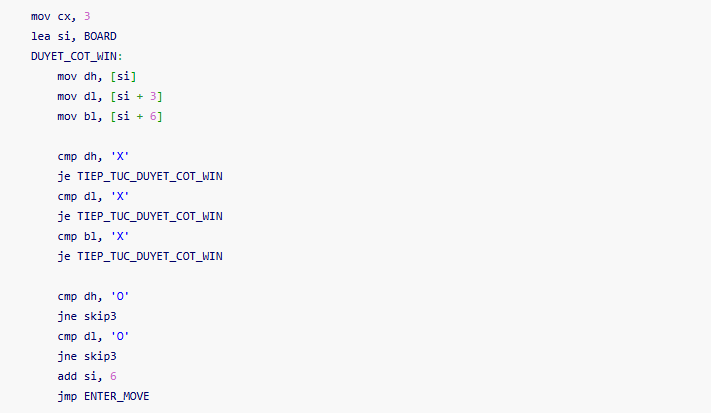 mov cx, 3
lea si, BOARD
DUYET_COT_WIN:
mov dh, [si]
mov dl, [si + 3]
mov bl, [si + 6]
cmp dh, 'X'
je TIEP_TUC_DUYET_COT_WIN
cmp dl, 'X'
je TIEP_TUC_DUYET_COT_WIN
cmp bl, 'X'
je TIEP_TUC_DUYET_COT_WIN
cmp dh, 'O'
jne skip3
cmp dl, 'O'
jne skip3
add si, 6
jmp ENTER_MOVE